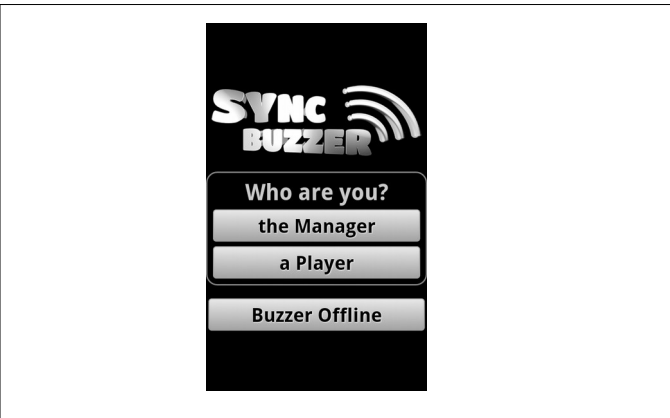 SYNC
BUZZER
Who are you?
the Manager
a Player
Buzzer Offline